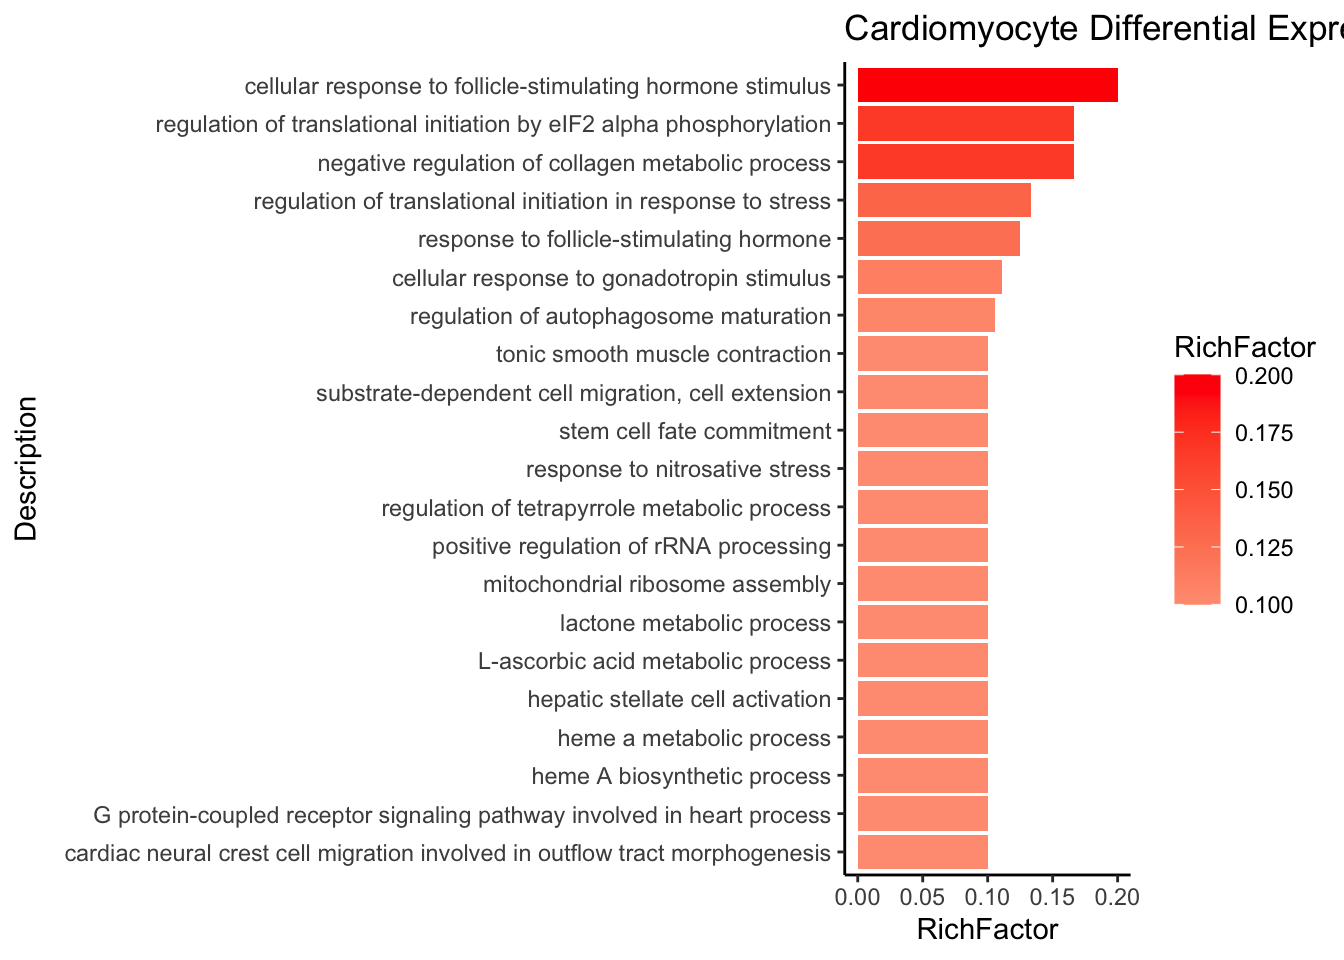 Cardiomyocyte Differential Expre
cellular response to follicle-stimulating hormone stimulus
regulation of translational initiation by eIF2 alpha phosphorylation
negative regulation of collagen metabolic process
regulation of translational initiation in response to stress
response to follicle-stimulating hormone
cellular response to gonadotropin stimulus
regulation of autophagosome maturation
tonic smooth muscle contraction
substrate-dependent cell migration, cell extension
stem cell fate commitment
response to nitrosative stress
regulation of tetrapyrrole metabolic process
positive regulation of rRNA processing
mitochondrial ribosome assembly
lactone metabolic process
L-ascorbic acid metabolic process
hepatic stellate cell activation
heme a metabolic process
heme A biosynthetic process
G protein-coupled receptor signaling pathway involved in heart process
cardiac neural crest cell migration involved in outflow tract morphogenesis
Description
0.00 0.05 0.10 0.15 0.20
RichFactor
RichFactor
0.200
0.175
0.150
0.125
0.100